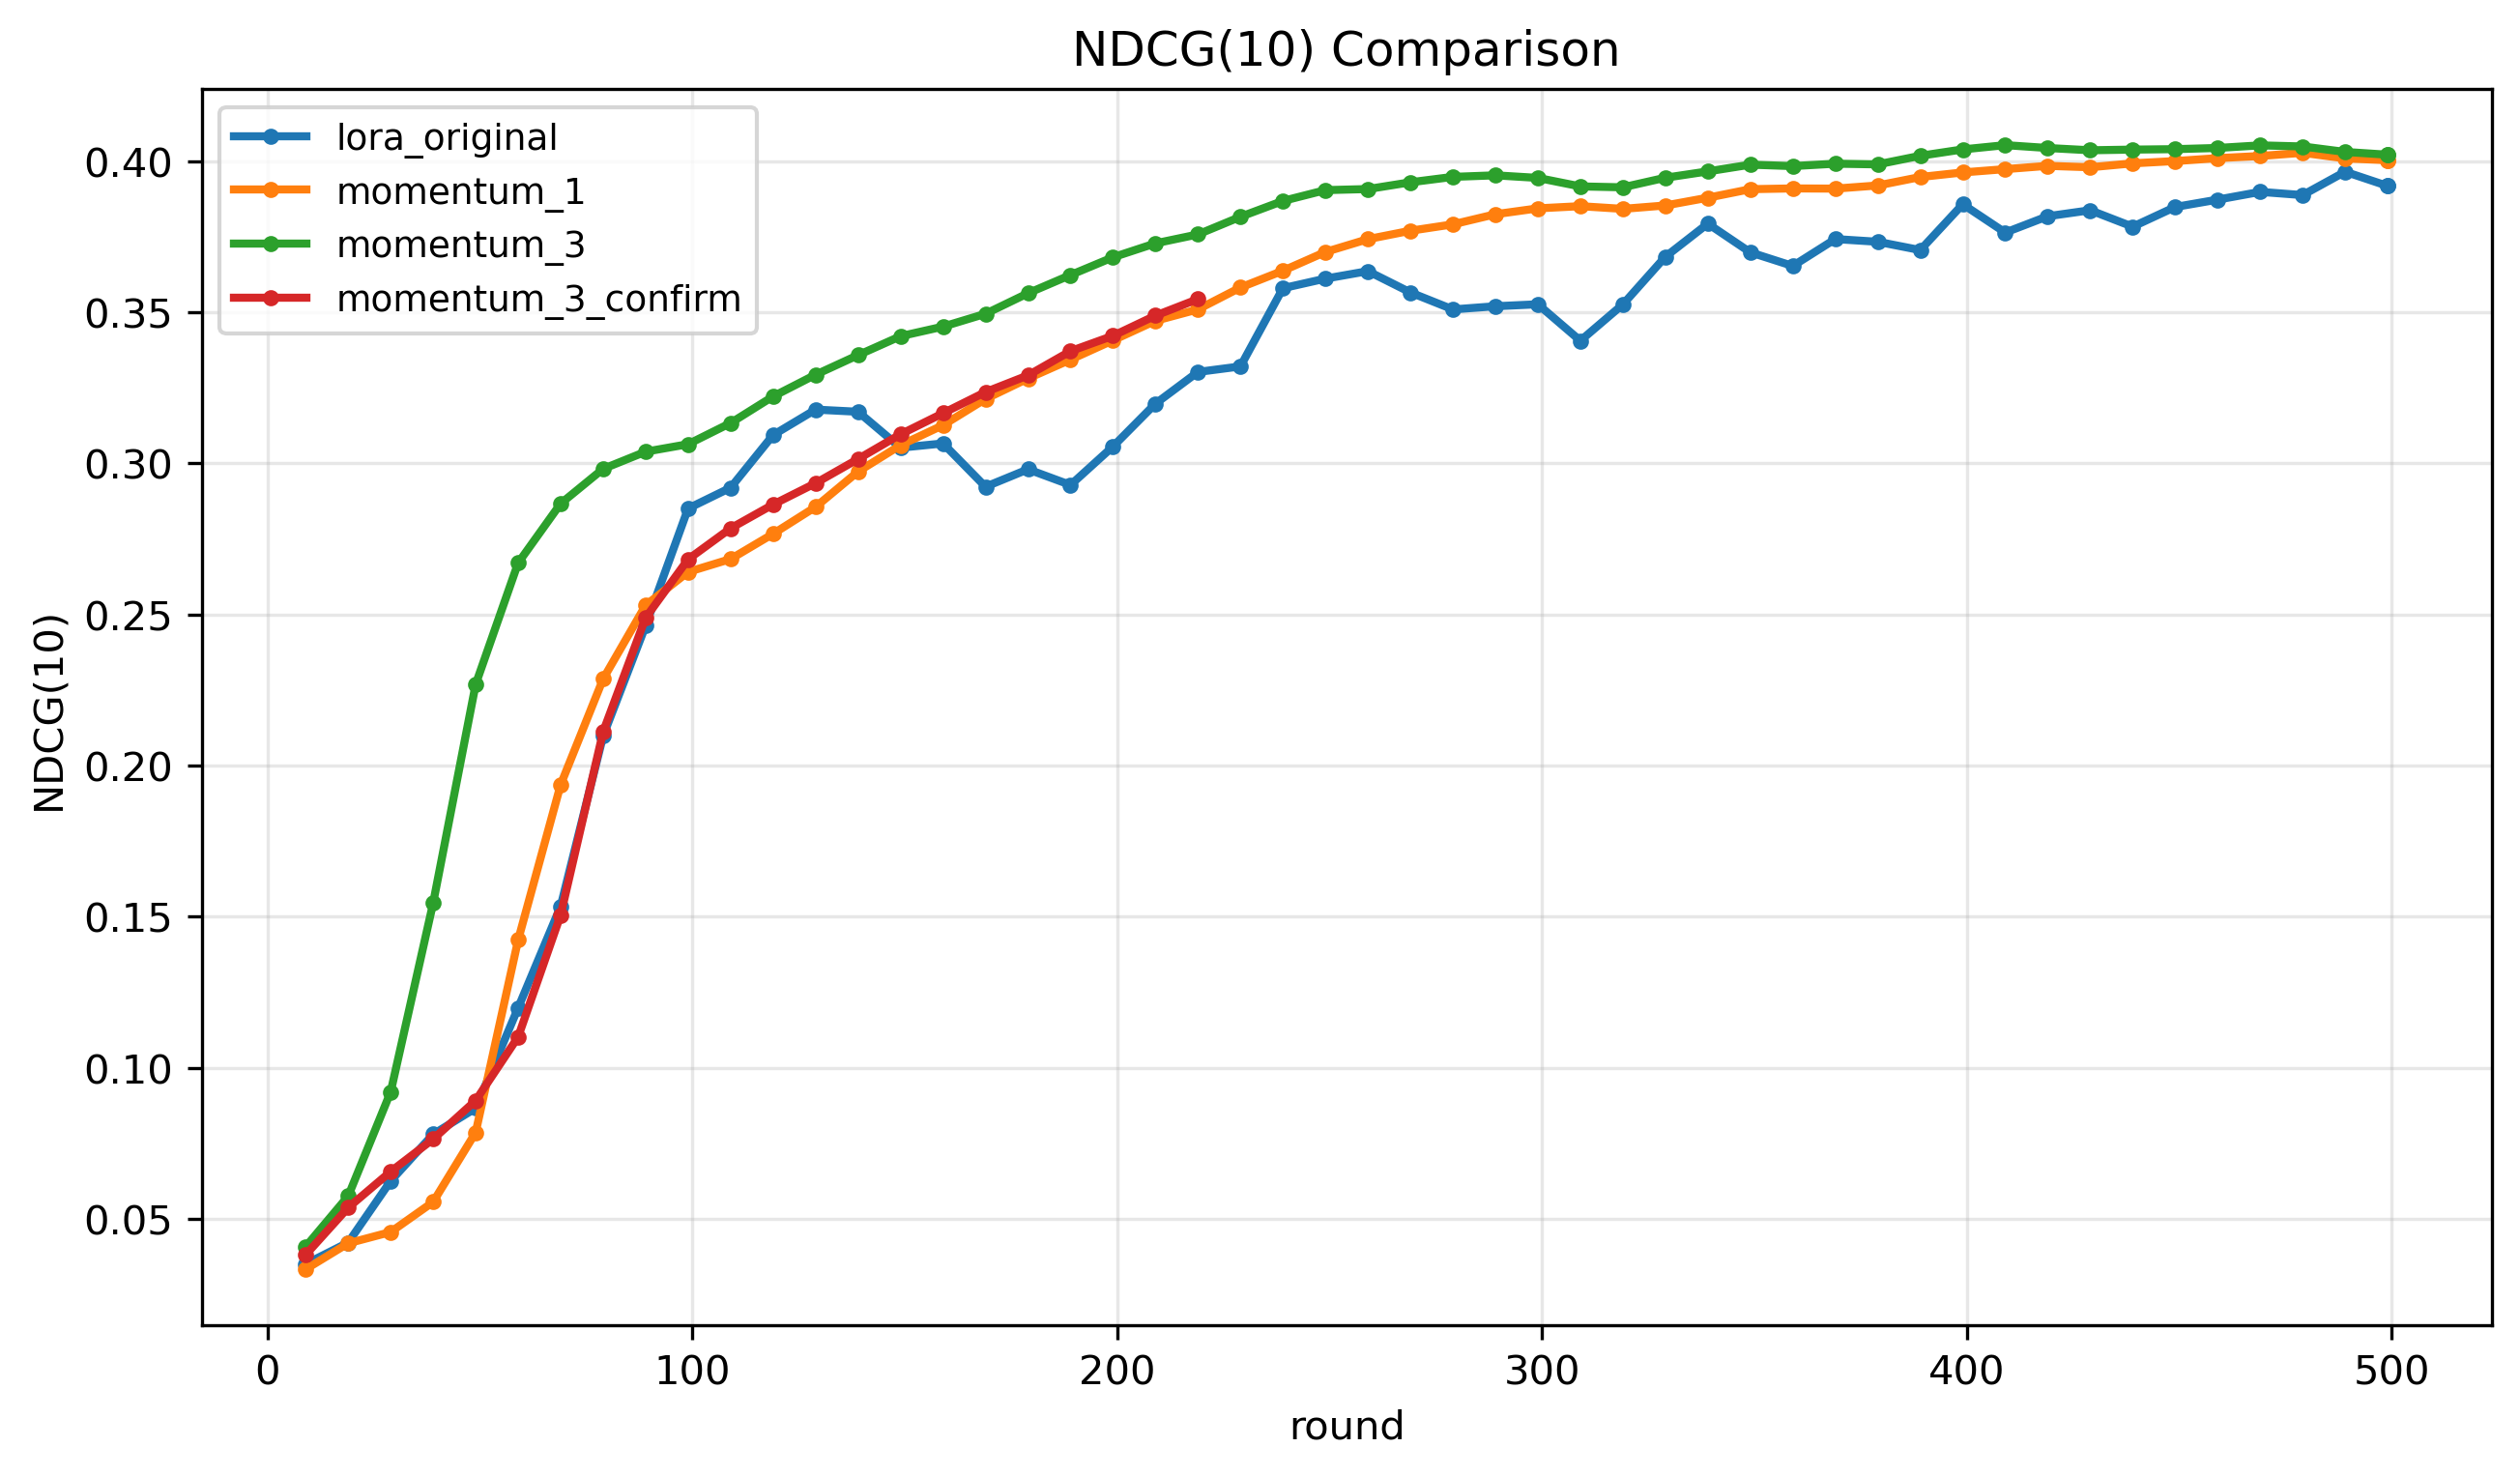 NDCG(10) Comparison
lora_original
momentum_1
momentum_3
momentum_3_confirm
NDCG(10)
0.40
0.35
0.30
0.25
0.20
0.15
0.10
0.05
0 100 200 300 400 500
round